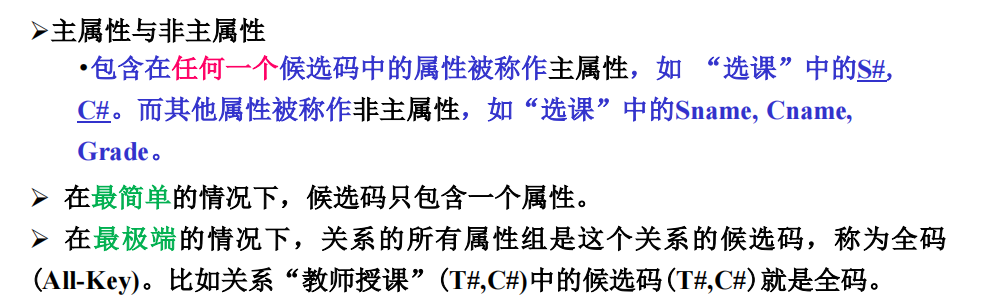 ➢主属性与非主属性
•包含在任何一个候选码中的属性被称作主属性，如 “选课”中的S#,
C#。而其他属性被称作非主属性，如“选课”中的Sname, Cname,
Grade。
➢ 在最简单的情况下，候选码只包含一个属性。
➢ 在最极端的情况下，关系的所有属性组是这个关系的候选码，称为全码
(All-Key)。比如关系“教师授课”(T#,C#)中的候选码(T#,C#)就是全码。